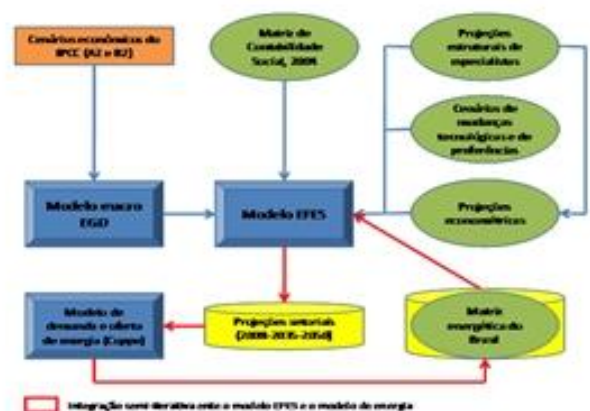 Cenários econômicos do
IPCC (A2 e B2)
Matriz de
Contabilidade
Social, 2004
Projeções
estruturais de
especialistas
Cenários de
mudanças
tecnológicas e de
preferências
Modelo macro
EGD
Modelo EFES
Projeções
econométricas
Modelo de
demanda e oferta
de energia (Coppe)
Projeções setoriais
(2008-2035-2050)
Matriz
energética do
Brasil
Integração semi-iterativa ente o modelo EFES e o modelo de energia